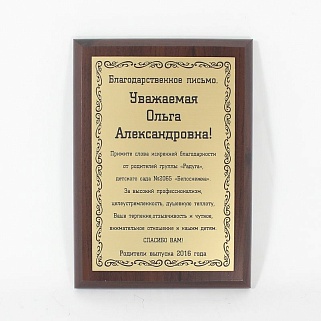 Благодарственное письмо.
Уважаемая
Ольга
Александровна!
Примите слова искренней благодарности
от родителей группы «Радуга»,
детского сада №2065 «Белоснежка»
За высокий профессионализм,
целеустремленность, душевную теплоту,
Ваше терпение,отзывчивость и чуткое,
внимательное отношение к нашим детям.
СПАСИБО ВАМ!
Родители выпуска 2016 года